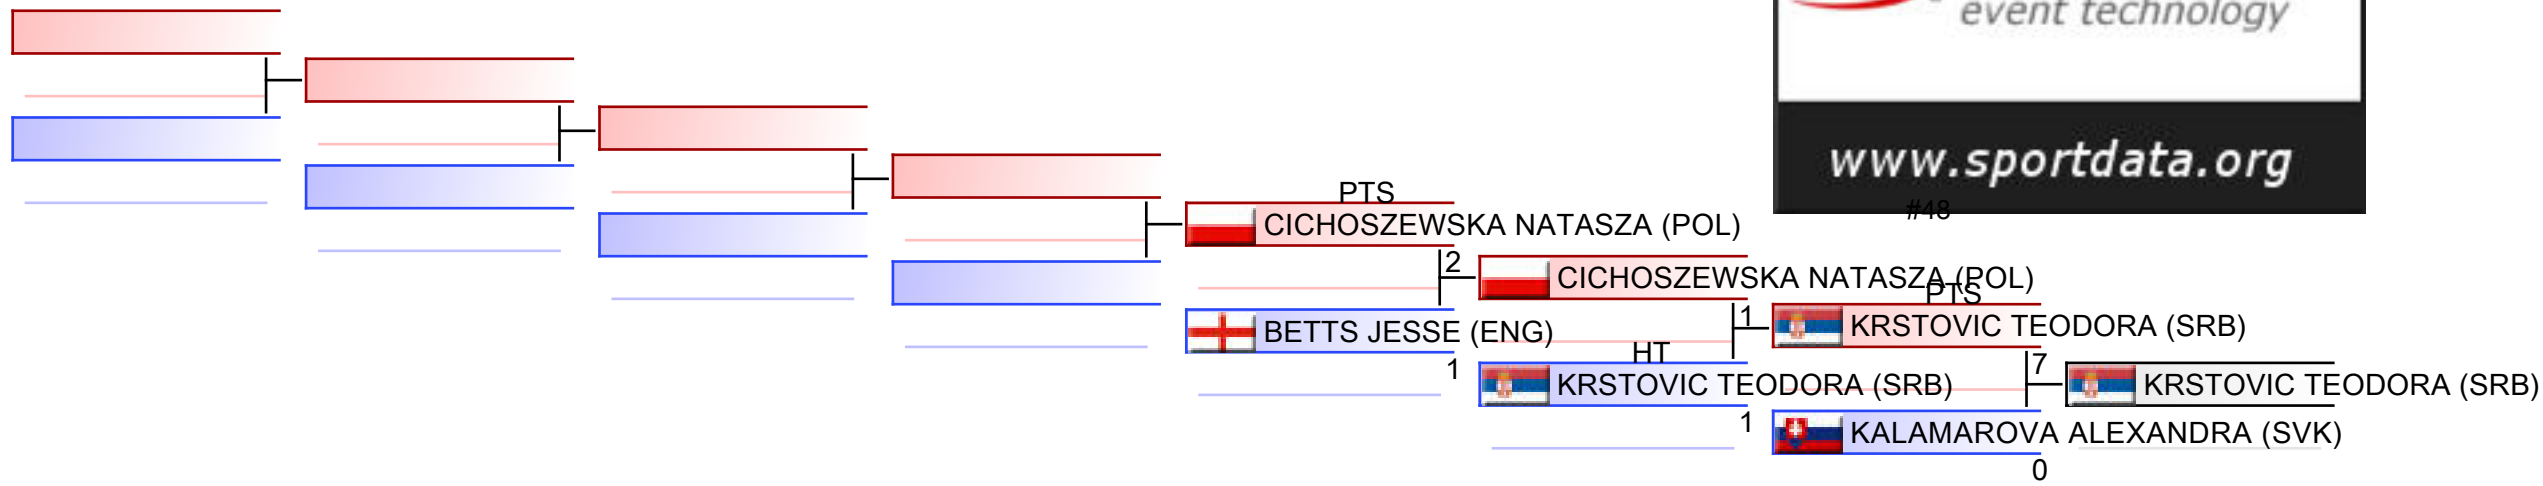 event technology
www.sportdata.org
#48
PTS
CICHOSZEWSKA NATASZA (POL)
2
CICHOSZEWSKA NATASZA (POL)
PTS
BETTS JESSE (ENG)
1
1
KRSTOVIC TEODORA (SRB)
HT
KRSTOVIC TEODORA (SRB)
1
7
KRSTOVIC TEODORA (SRB)
KALAMAROVA ALEXANDRA (SVK)
0